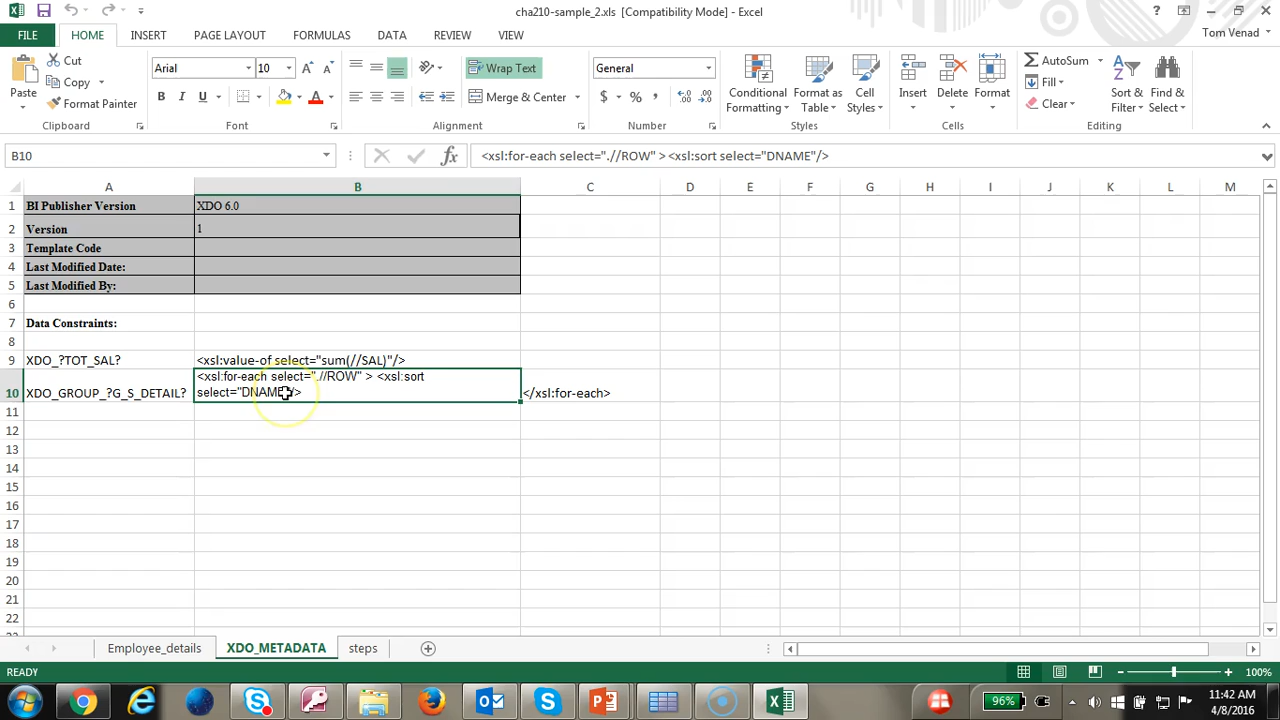 cha210-sample_2.xls [Compatibility Mode] - Excel
FILE HOME INSERT PAGE LAYOUT FORMULAS DATA REVIEW VIEW Tom Venad
Paste Cut Copy Format Painter
Arial 10
B I U A
Wrap Text
Merge & Center
General
$ % ,
Conditional Formatting Format as Table Cell Styles
Insert Delete Format
AutoSum Fill Clear
Sort & Filter Find & Select
Clipboard Font Alignment Number Styles Cells Editing
B10 fx <xsl:for-each select=".//ROW" ><xsl:sort select="DNAME"/>
A B C D E F G H I J K L M
1 BI Publisher Version XDO 6.0
2 Version 1
3 Template Code
4 Last Modified Date:
5 Last Modified By:
6
7 Data Constraints:
8
9 XDO_?TOT_SAL? <xsl:value-of select="sum(//SAL)"/>
<xsl:for-each select=".//ROW" > <xsl:sort
10 XDO_GROUP_?G_S_DETAIL? select="DNAME"/> </xsl:for-each>
11
12
13
14
15
16
17
18
19
20
21
22
Employee_details XDO_METADATA steps
READY 100%
96% 11:42 AM
4/8/2016